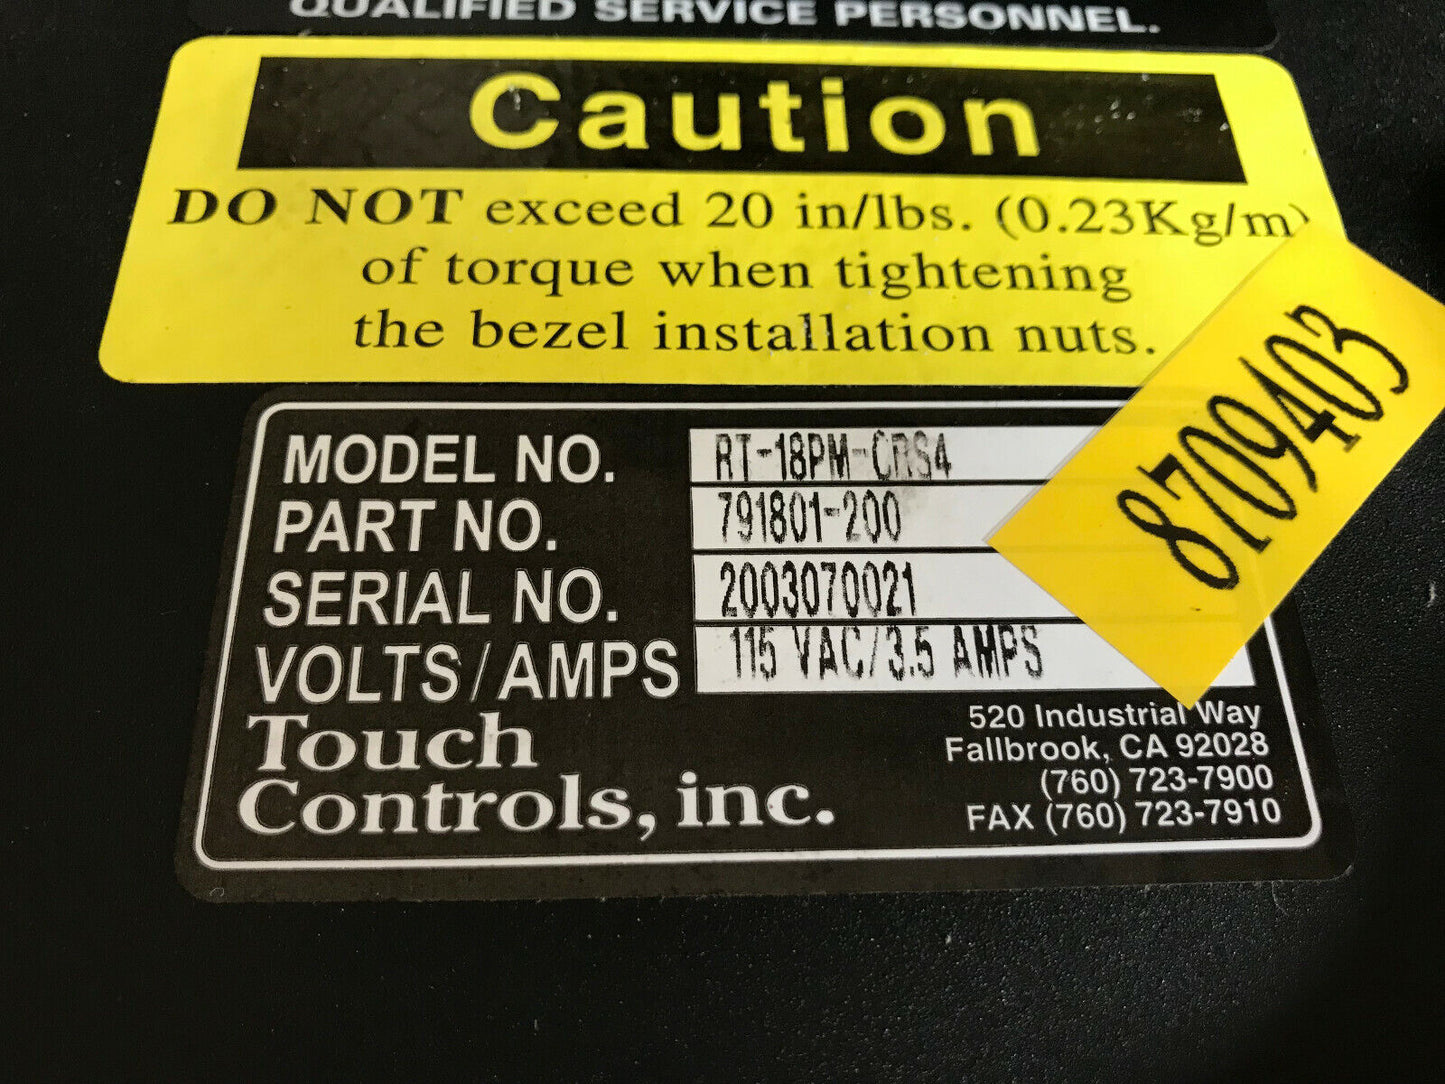 QUALIFIED SERVICE PERSONNEL.
Caution
DO NOT exceed 20 in/lbs. (0.23Kg/m)
of torque when tightening
the bezel installation nuts.
8709403
MODEL NO. RT-18PM-CRS4
PART NO. 791801-200
SERIAL NO. 2003070021
VOLTS/AMPS 115 VAC/3.5 AMPS
Touch
Controls, inc.
520 Industrial Way
Fallbrook, CA 92028
(760) 723-7900
FAX (760) 723-7910